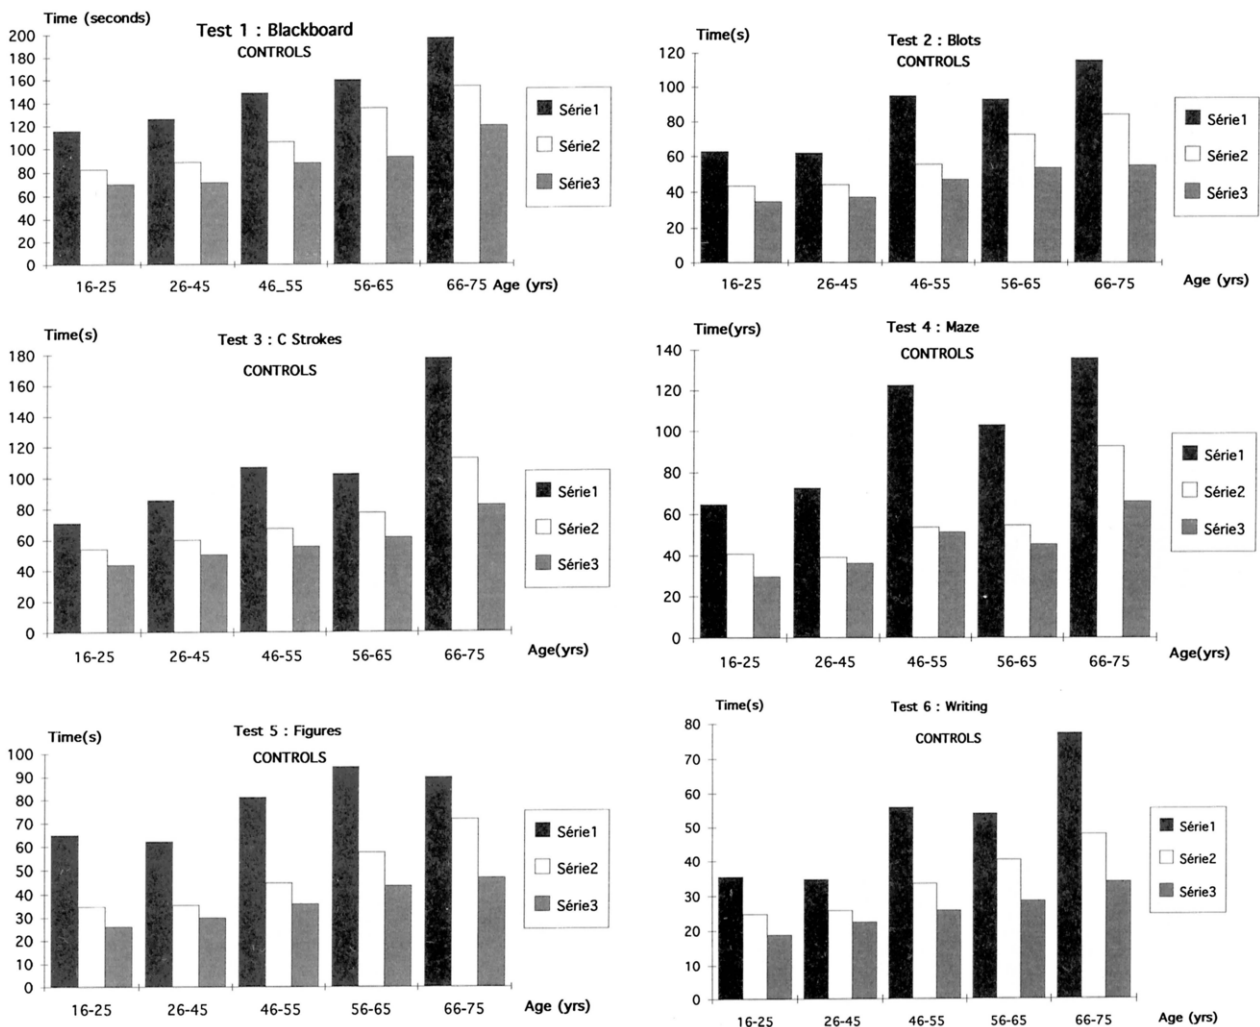 Time (seconds)
Test 1 : Blackboard
CONTROLS
200
180
160
140
120
100
80
60
40
20
0
16-25
26-45
46_55
56-65
66-75
Age (yrs)
Série1
Série2
Série3
Time(s)
Test 2 : Blots
CONTROLS
120
100
80
60
40
20
0
16-25
26-45
46-55
56-65
66-75
Age (yrs)
Série1
Série2
Série3
Time(s)
Test 3 : C Strokes
CONTROLS
180
160
140
120
100
80
60
40
20
0
16-25
26-45
46-55
56-65
66-75
Age(yrs)
Série1
Série2
Série3
Time(yrs)
Test 4 : Maze
CONTROLS
140
120
100
80
60
40
20
0
16-25
26-45
46-55
56-65
66-75
Age(yrs)
Série1
Série2
Série3
Time(s)
Test 5 : Figures
CONTROLS
100
90
80
70
60
50
40
30
20
10
0
16-25
26-45
46-55
56-65
66-75
Age (yrs)
Série1
Série2
Série3
Time(s)
Test 6 : Writing
CONTROLS
80
70
60
50
40
30
20
10
0
16-25
26-45
46-55
56-65
66-75
Age (yrs)
Série1
Série2
Série3